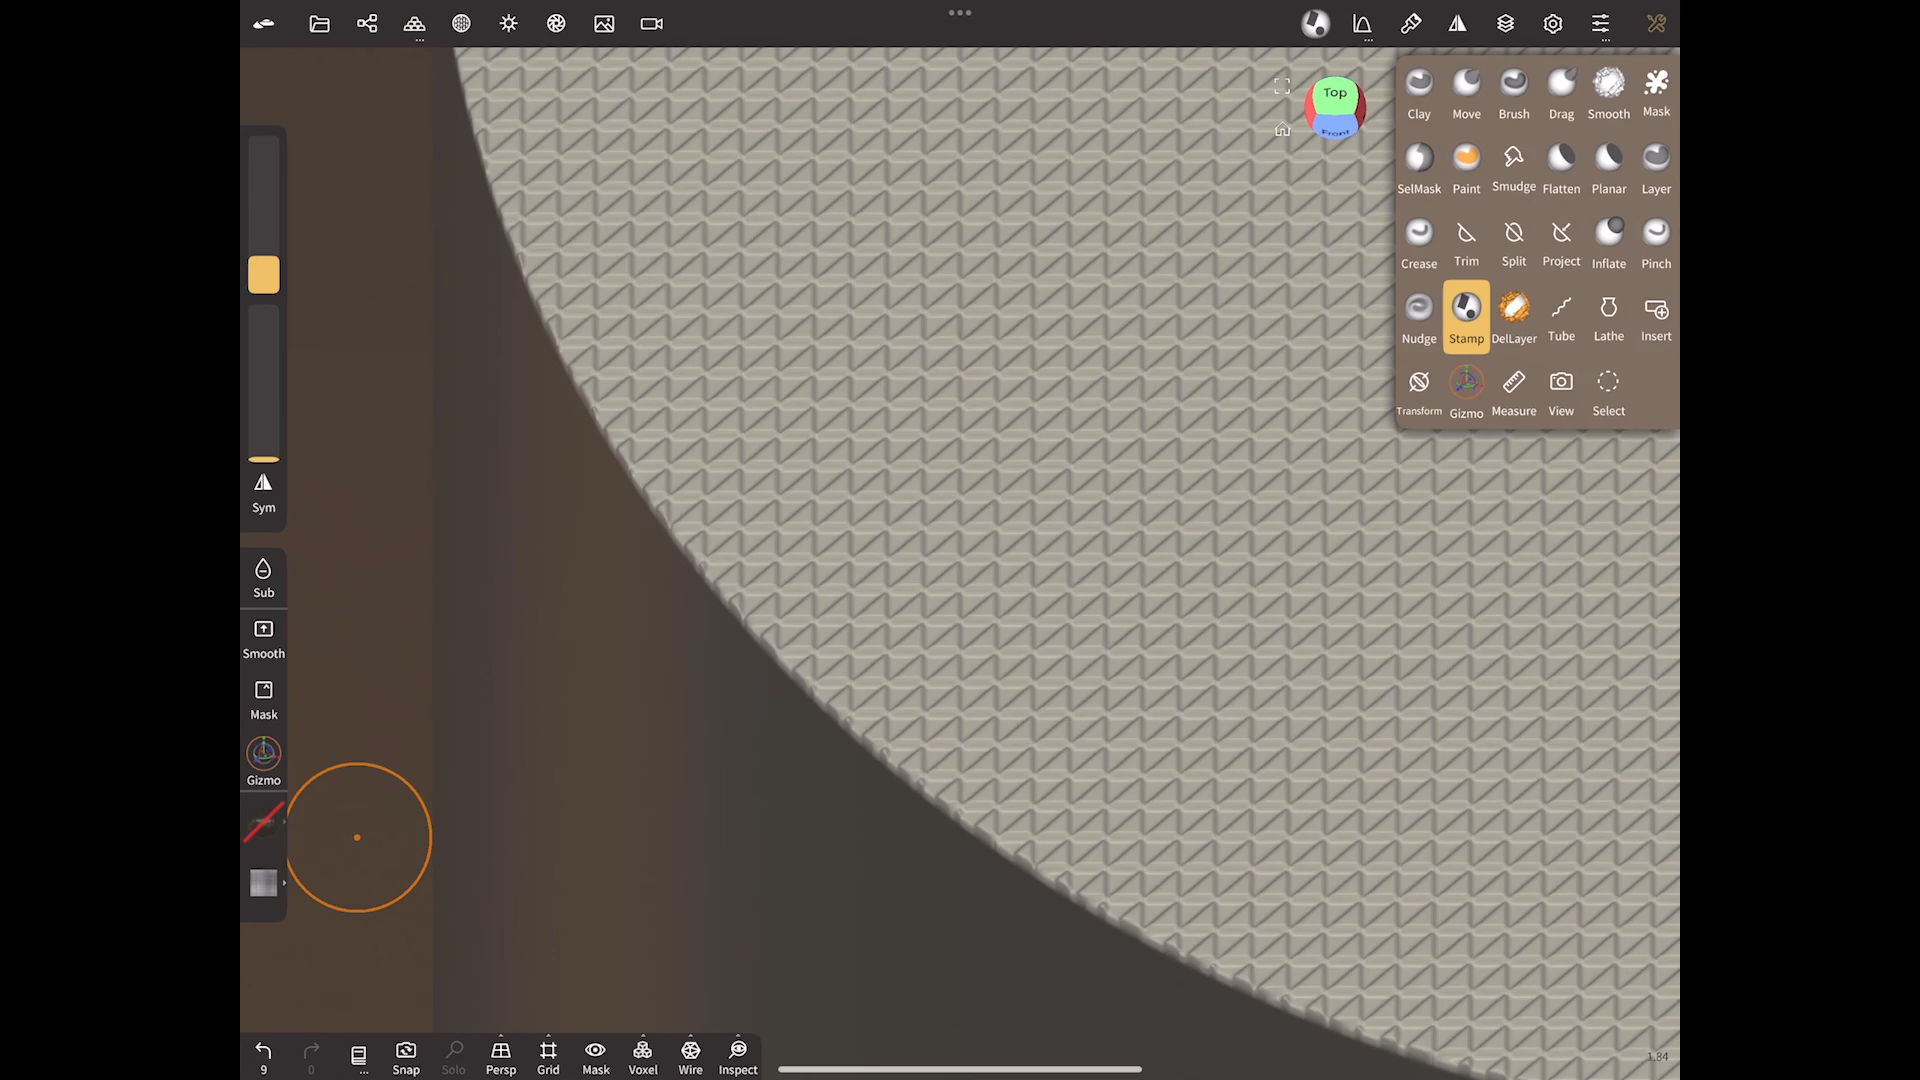 Top
Front
Clay Move Brush Drag Smooth Mask
SelMask Paint Smudge Flatten Planar Layer
Crease Trim Split Project Inflate Pinch
Nudge Stamp DelLayer Tube Lathe Insert
Transform Gizmo Measure View Select
Sym
Sub
Smooth
Mask
Gizmo
9 0 Snap Solo Persp Grid Mask Voxel Wire Inspect
1.84